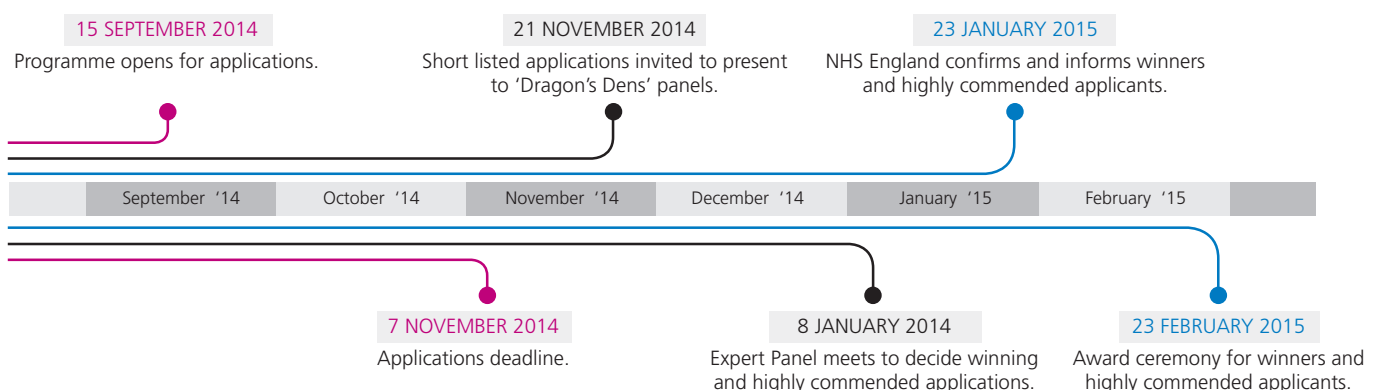 15 SEPTEMBER 2014
Programme opens for applications.
21 NOVEMBER 2014
Short listed applications invited to present
to ‘Dragon’s Dens’ panels.
23 JANUARY 2015
NHS England confirms and informs winners
and highly commended applicants.
September ‘14
October ‘14
November ‘14
December ‘14
January ‘15
February ‘15
7 NOVEMBER 2014
Applications deadline.
8 JANUARY 2014
Expert Panel meets to decide winning
and highly commended applications.
23 FEBRUARY 2015
Award ceremony for winners and
highly commended applicants.